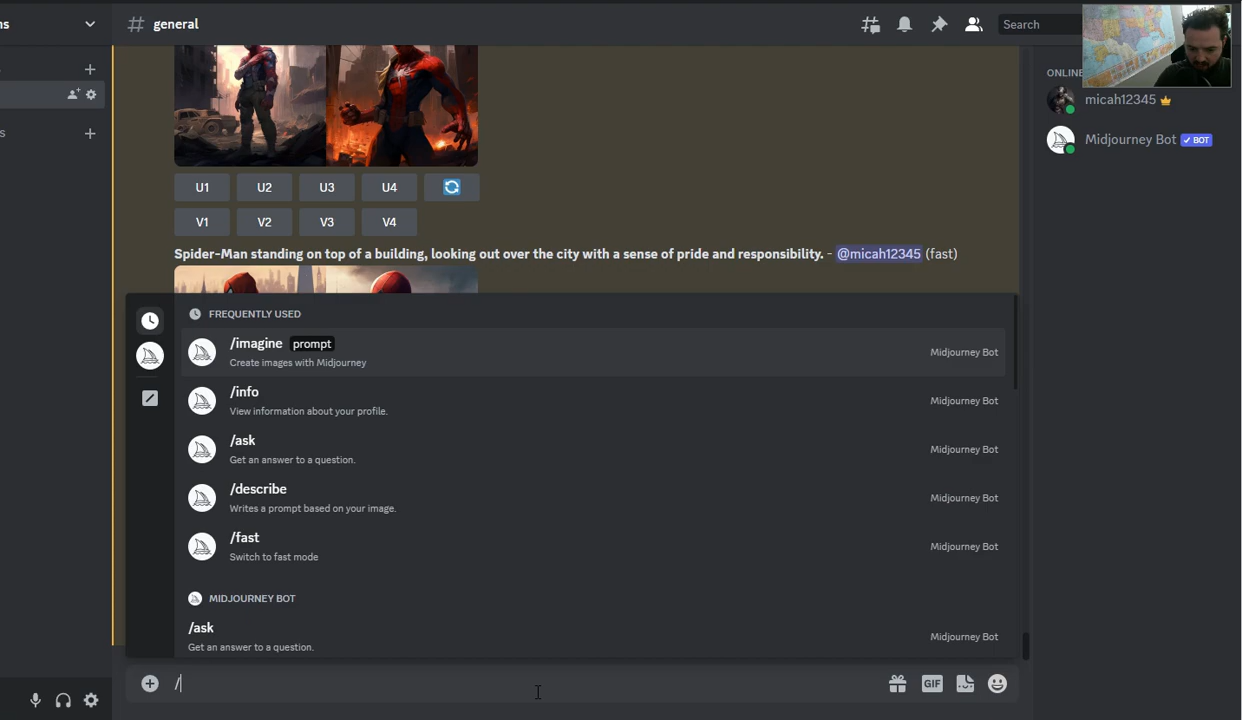 ns
# general
Search
U1 U2 U3 U4
V1 V2 V3 V4
Spider-Man standing on top of a building, looking out over the city with a sense of pride and responsibility. - @micah12345 (fast)
ONLINE
micah12345
Midjourney Bot ✓ BOT
s
FREQUENTLY USED
/imagine prompt
Create images with Midjourney
Midjourney Bot
/info
View information about your profile.
Midjourney Bot
/ask
Get an answer to a question.
Midjourney Bot
/describe
Writes a prompt based on your image.
Midjourney Bot
/fast
Switch to fast mode
Midjourney Bot
MIDJOURNEY BOT
/ask
Get an answer to a question.
Midjourney Bot
/
GIF